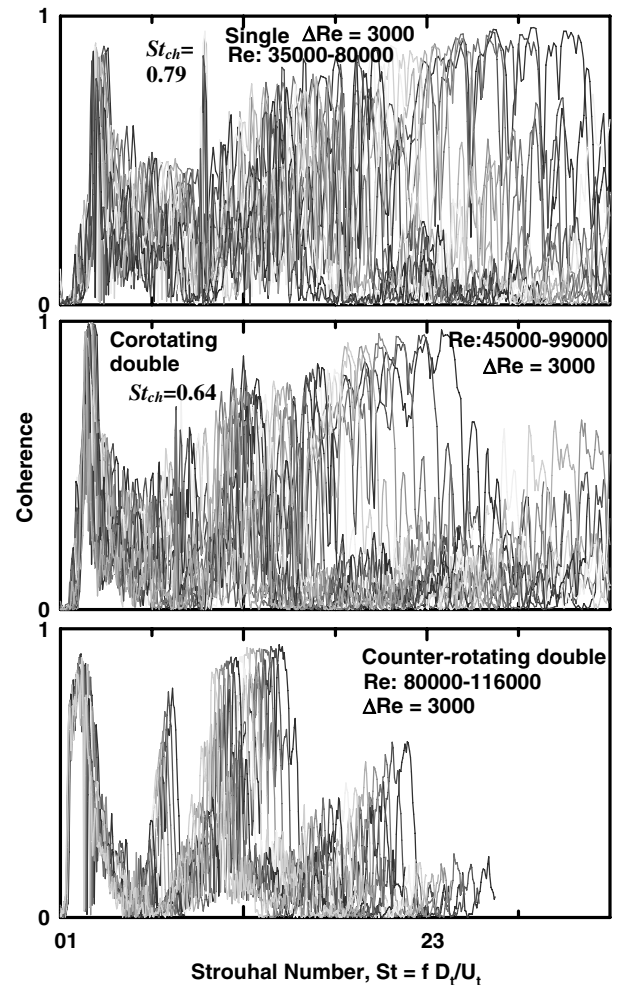 1
St_ch=
0.79
Single ΔRe = 3000
Re: 35000-80000
0
1
Corotating
double
St_ch=0.64
Re:45000-99000
ΔRe = 3000
Coherence
0
1
Counter-rotating double
Re: 80000-116000
ΔRe = 3000
0
01 23
Strouhal Number, St = f D_t/U_t